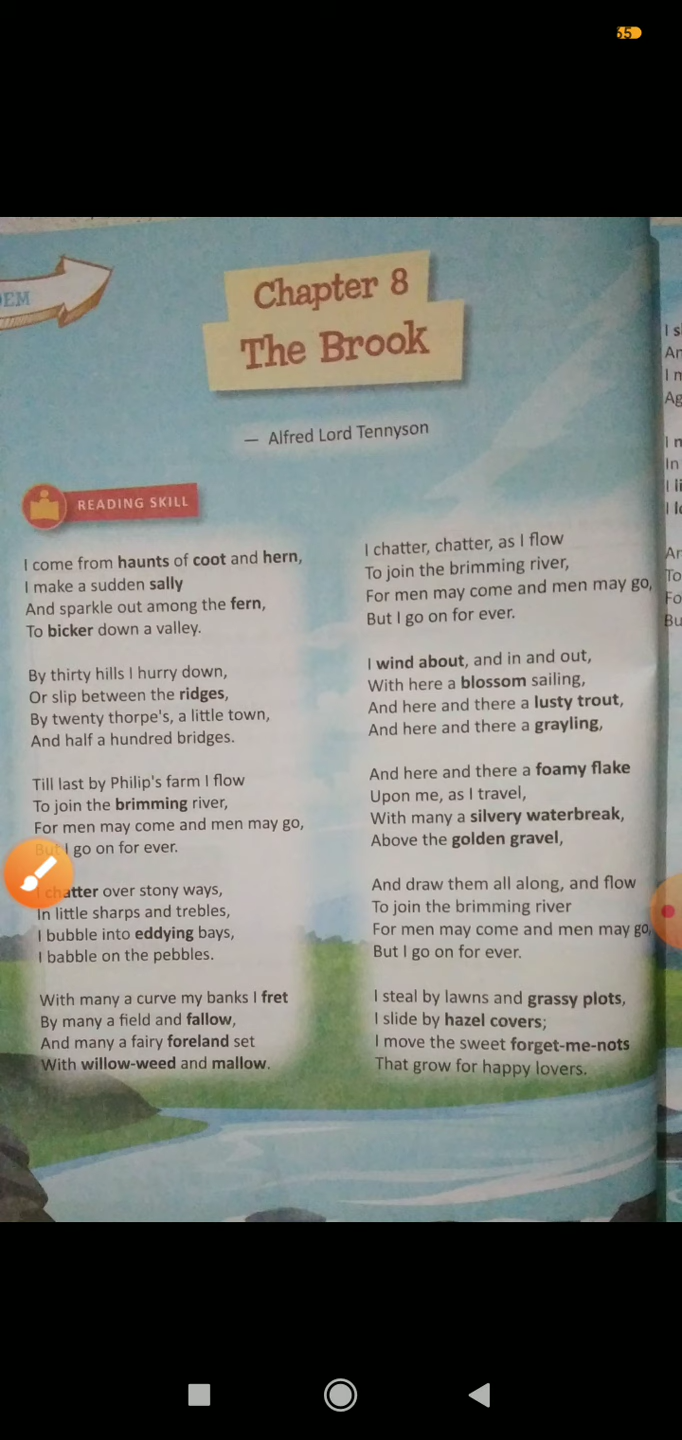 55
Chapter 8
The Brook
— Alfred Lord Tennyson
READING SKILL
I come from haunts of coot and hern,
I make a sudden sally
And sparkle out among the fern,
To bicker down a valley.
By thirty hills I hurry down,
Or slip between the ridges,
By twenty thorpe's, a little town,
And half a hundred bridges.
Till last by Philip's farm I flow
To join the brimming river,
For men may come and men may go,
But I go on for ever.
I chatter over stony ways,
In little sharps and trebles,
I bubble into eddying bays,
I babble on the pebbles.
With many a curve my banks I fret
By many a field and fallow,
And many a fairy foreland set
With willow-weed and mallow.
I chatter, chatter, as I flow
To join the brimming river,
For men may come and men may go,
But I go on for ever.
I wind about, and in and out,
With here a blossom sailing,
And here and there a lusty trout,
And here and there a grayling,
And here and there a foamy flake
Upon me, as I travel,
With many a silvery waterbreak,
Above the golden gravel,
And draw them all along, and flow
To join the brimming river
For men may come and men may go,
But I go on for ever.
I steal by lawns and grassy plots,
I slide by hazel covers;
I move the sweet forget-me-nots
That grow for happy lovers.